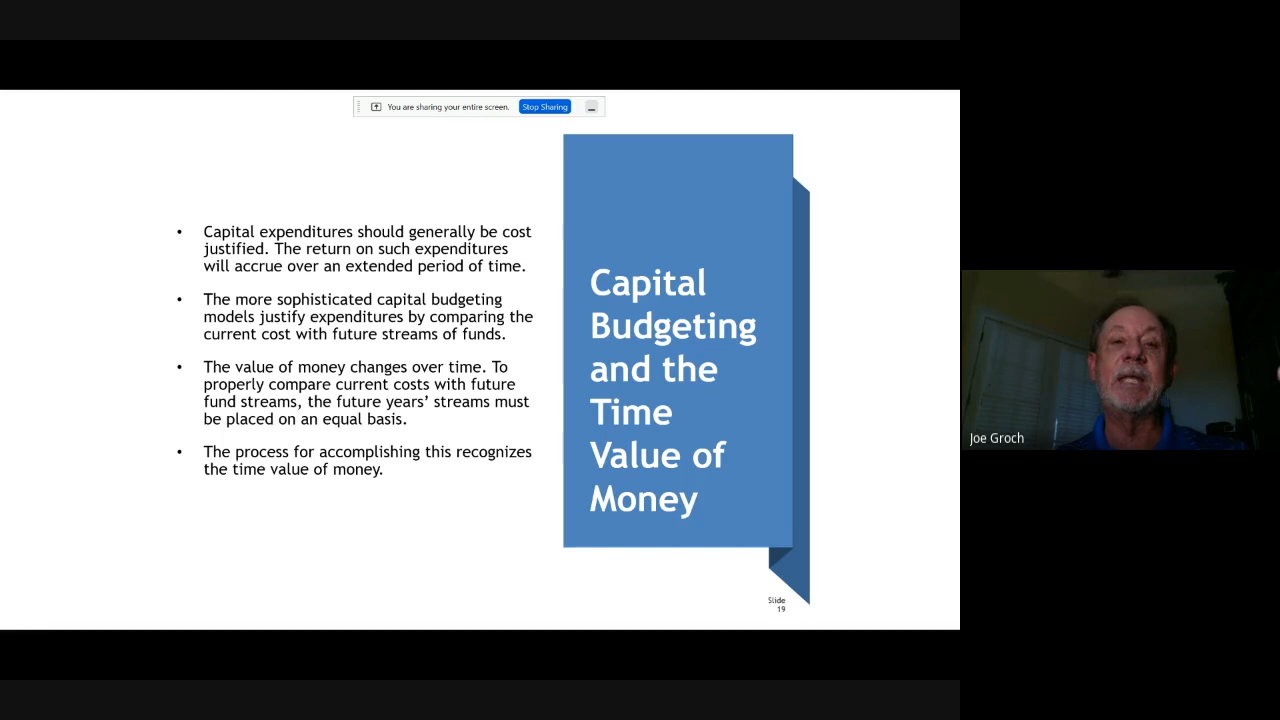 You are sharing your entire screen.
Stop Sharing
• Capital expenditures should generally be cost
justified. The return on such expenditures
will accrue over an extended period of time.
• The more sophisticated capital budgeting
models justify expenditures by comparing the
current cost with future streams of funds.
• The value of money changes over time. To
properly compare current costs with future
fund streams, the future years’ streams must
be placed on an equal basis.
• The process for accomplishing this recognizes
the time value of money.
Capital
Budgeting
and the
Time
Value of
Money
Slide
19
Joe Groch